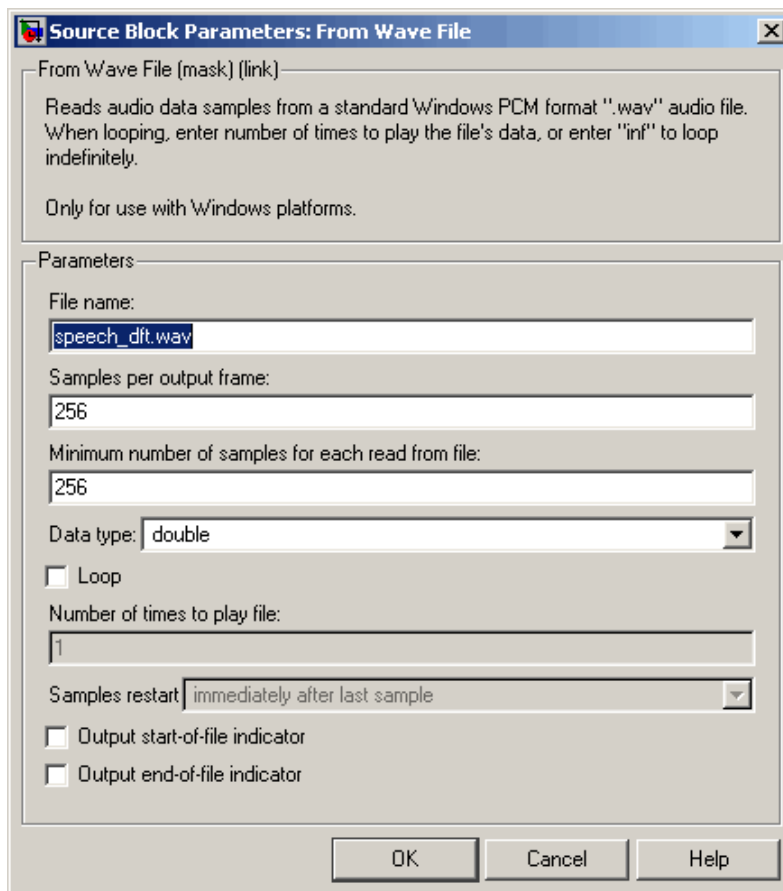 Source Block Parameters: From Wave File
From Wave File (mask) (link)
Reads audio data samples from a standard Windows PCM format ".wav" audio file.
When looping, enter number of times to play the file's data, or enter "inf" to loop
indefinitely.
Only for use with Windows platforms.
Parameters
File name:
speech_dft.wav
Samples per output frame:
256
Minimum number of samples for each read from file:
256
Data type: double
Loop
Number of times to play file:
1
Samples restart immediately after last sample
Output start-of-file indicator
Output end-of-file indicator
OK Cancel Help